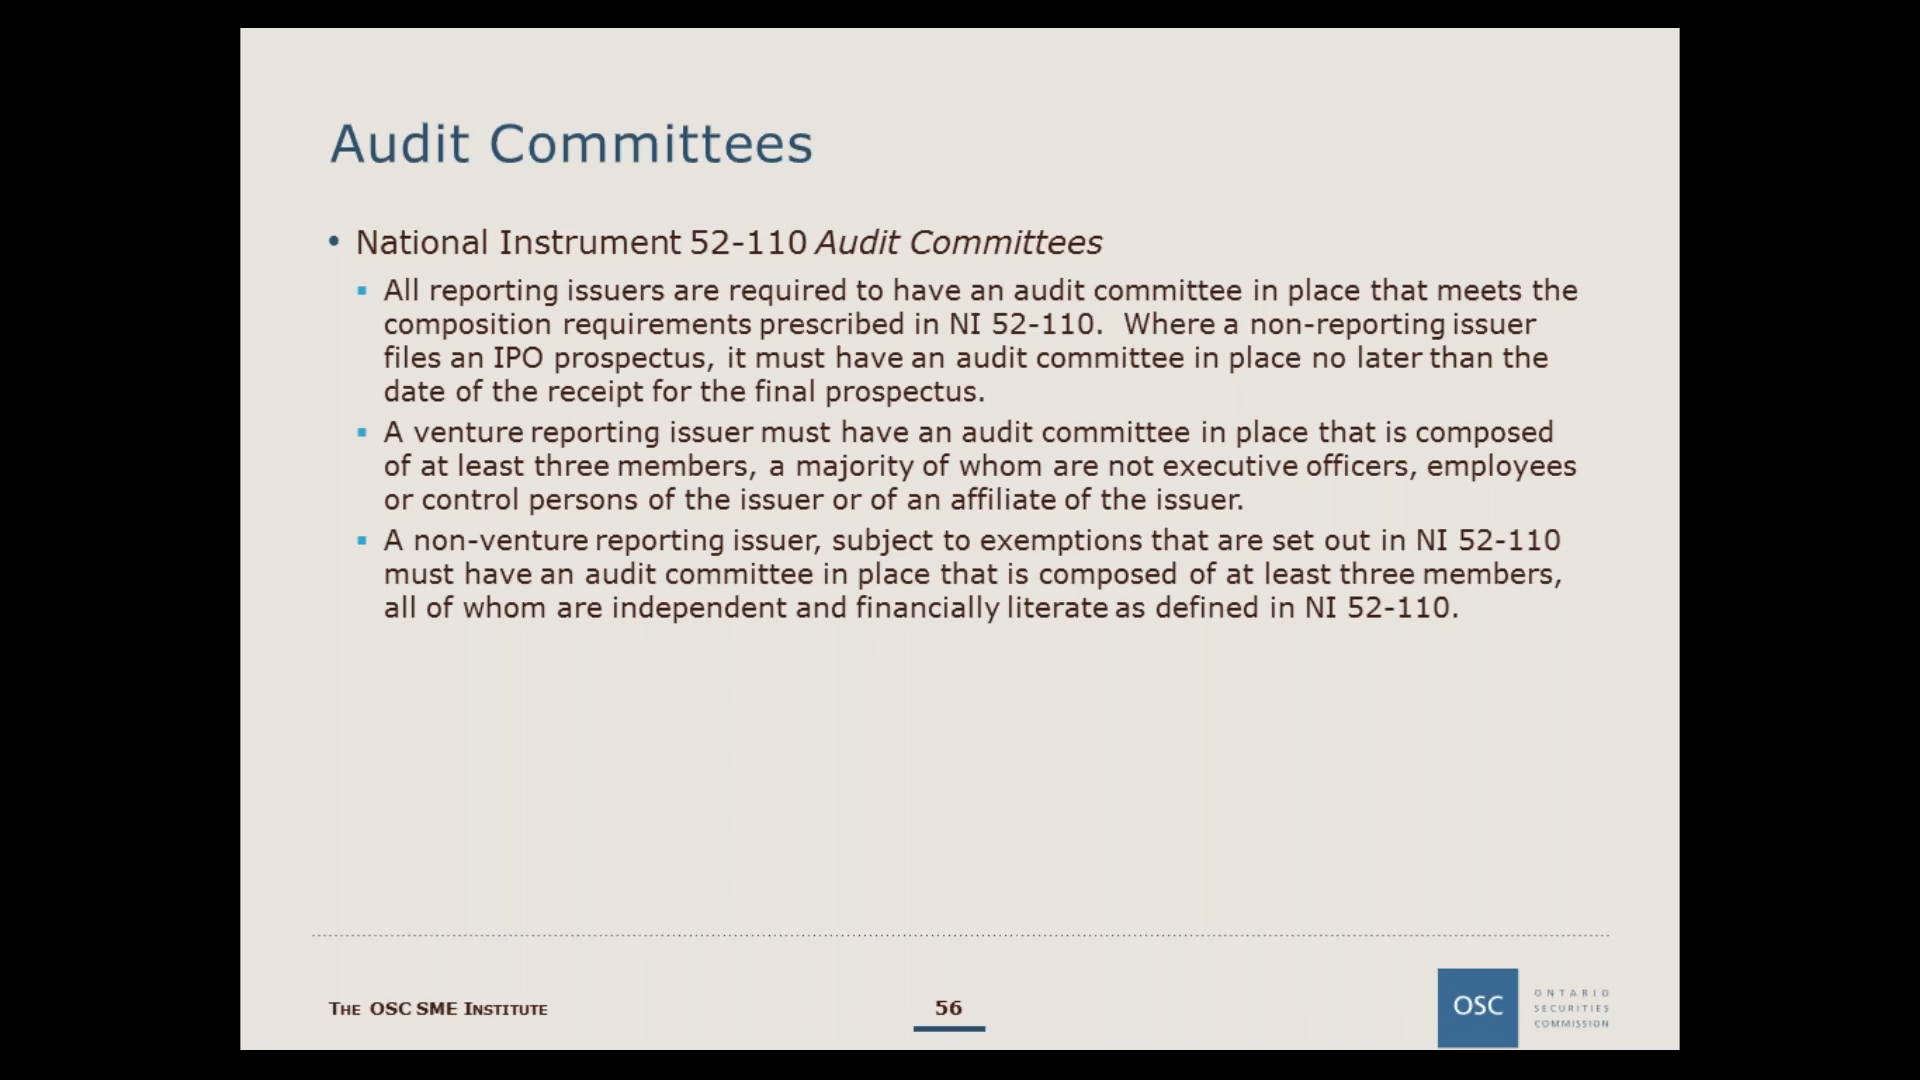 Audit Committees
• National Instrument 52-110 Audit Committees
▪ All reporting issuers are required to have an audit committee in place that meets the
composition requirements prescribed in NI 52-110.  Where a non-reporting issuer
files an IPO prospectus, it must have an audit committee in place no later than the
date of the receipt for the final prospectus.
▪ A venture reporting issuer must have an audit committee in place that is composed
of at least three members, a majority of whom are not executive officers, employees
or control persons of the issuer or of an affiliate of the issuer.
▪ A non-venture reporting issuer, subject to exemptions that are set out in NI 52-110
must have an audit committee in place that is composed of at least three members,
all of whom are independent and financially literate as defined in NI 52-110.
THE OSC SME INSTITUTE
56
OSC
ONTARIO
SECURITIES
COMMISSION